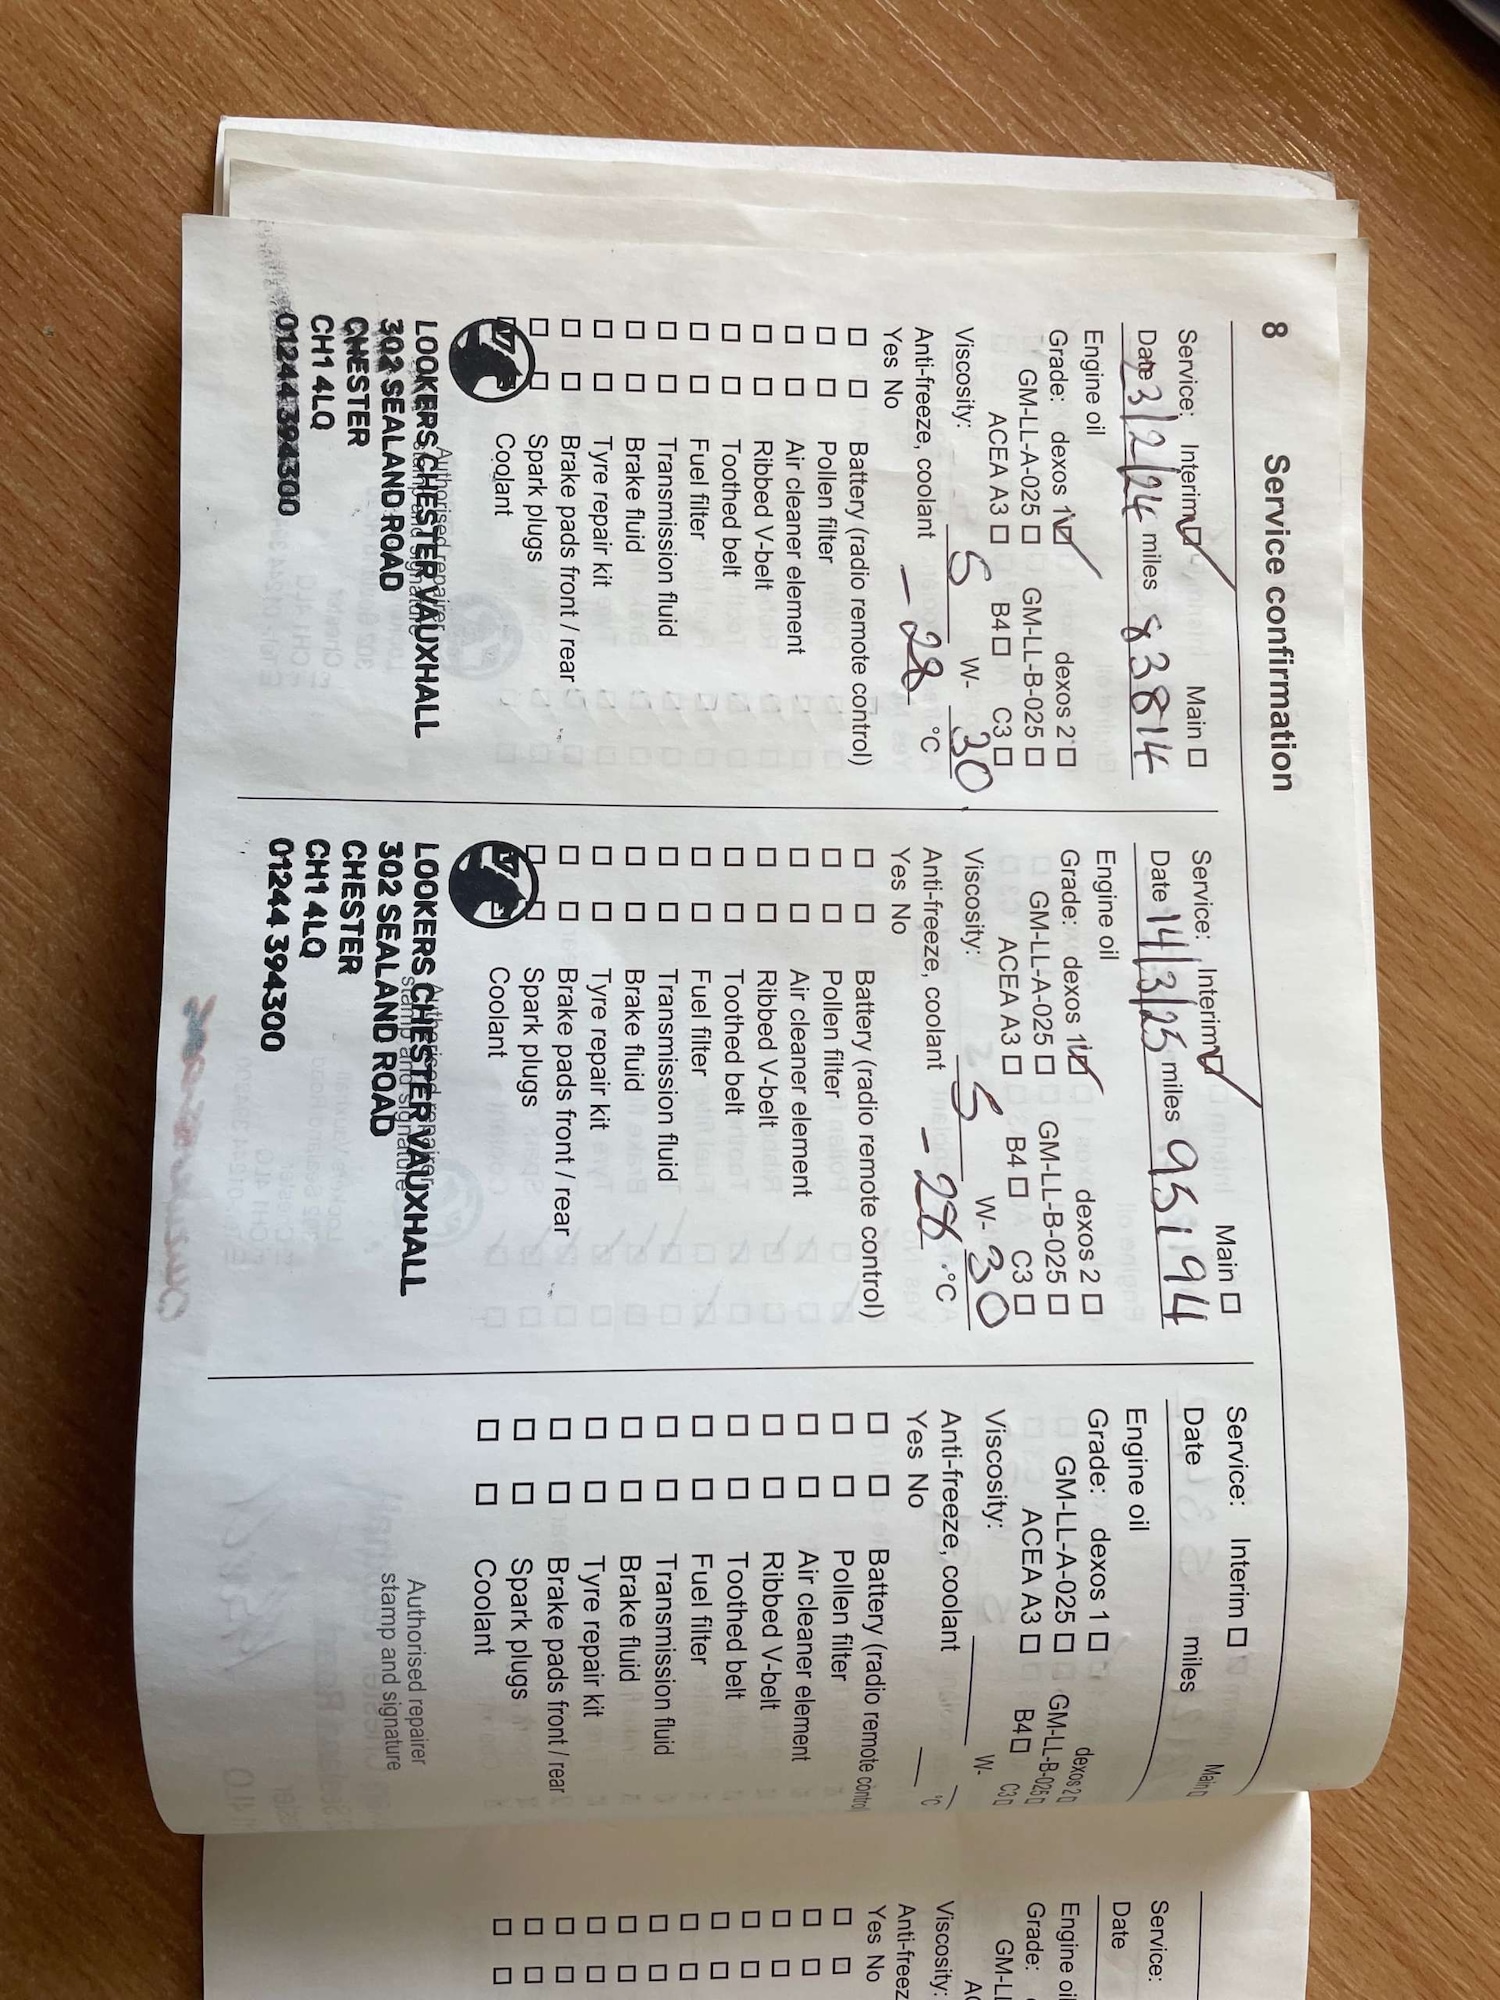 8 Service confirmation
Service: Interim ☑ Main ☐
Date 23/2/24 miles 83814
Engine oil
Grade: dexos 1 ☑ dexos 2 ☐
GM-LL-A-025 ☐ GM-LL-B-025 ☐
ACEA A3 ☐ B4 ☐ C3 ☐
Viscosity: 5 W- 30
Anti-freeze, coolant -28 °C
Yes No
☐ ☐ Battery (radio remote control)
☐ ☐ Pollen filter
☐ ☐ Air cleaner element
☐ ☐ Ribbed V-belt
☐ ☐ Toothed belt
☐ ☐ Fuel filter
☐ ☐ Transmission fluid
☐ ☐ Brake fluid
☐ ☐ Tyre repair kit
☐ ☐ Brake pads front / rear
☐ ☐ Spark plugs
Coolant
Authorised repairer
stamp and signature
LOOKERS CHESTER VAUXHALL
302 SEALAND ROAD
CHESTER
CH1 4LQ
01244 394300
Service: Interim ☑ Main ☐
Date 14/3/25 miles 95194
Engine oil
Grade: dexos 1 ☑ dexos 2 ☐
GM-LL-A-025 ☐ GM-LL-B-025 ☐
ACEA A3 ☐ B4 ☐ C3 ☐
Viscosity: 5 W- 30
Anti-freeze, coolant -28 °C
Yes No
☐ ☐ Battery (radio remote control)
☐ ☐ Pollen filter
☐ ☐ Air cleaner element
☐ ☐ Ribbed V-belt
☐ ☐ Toothed belt
☐ ☐ Fuel filter
☐ ☐ Transmission fluid
☐ ☐ Brake fluid
☐ ☐ Tyre repair kit
☐ ☐ Brake pads front / rear
☐ ☐ Spark plugs
Coolant
Authorised repairer
stamp and signature
LOOKERS CHESTER VAUXHALL
302 SEALAND ROAD
CHESTER
CH1 4LQ
01244 394300
Service: Interim ☐ Main ☐
Date miles
Engine oil
Grade: dexos 1 ☐ dexos 2 ☐
GM-LL-A-025 ☐ GM-LL-B-025 ☐
ACEA A3 ☐ B4 ☐ C3 ☐
Viscosity: W-
Anti-freeze, coolant °C
Yes No
☐ ☐ Battery (radio remote control
☐ ☐ Pollen filter
☐ ☐ Air cleaner element
☐ ☐ Ribbed V-belt
☐ ☐ Toothed belt
☐ ☐ Fuel filter
☐ ☐ Transmission fluid
☐ ☐ Brake fluid
☐ ☐ Tyre repair kit
☐ ☐ Brake pads front / rear
☐ ☐ Spark plugs
☐ ☐ Coolant
Authorised repairer
stamp and signature
Service:
Date
Engine oil
Grade:
GM-LL
AC
Viscosity:
Anti-freez
Yes No